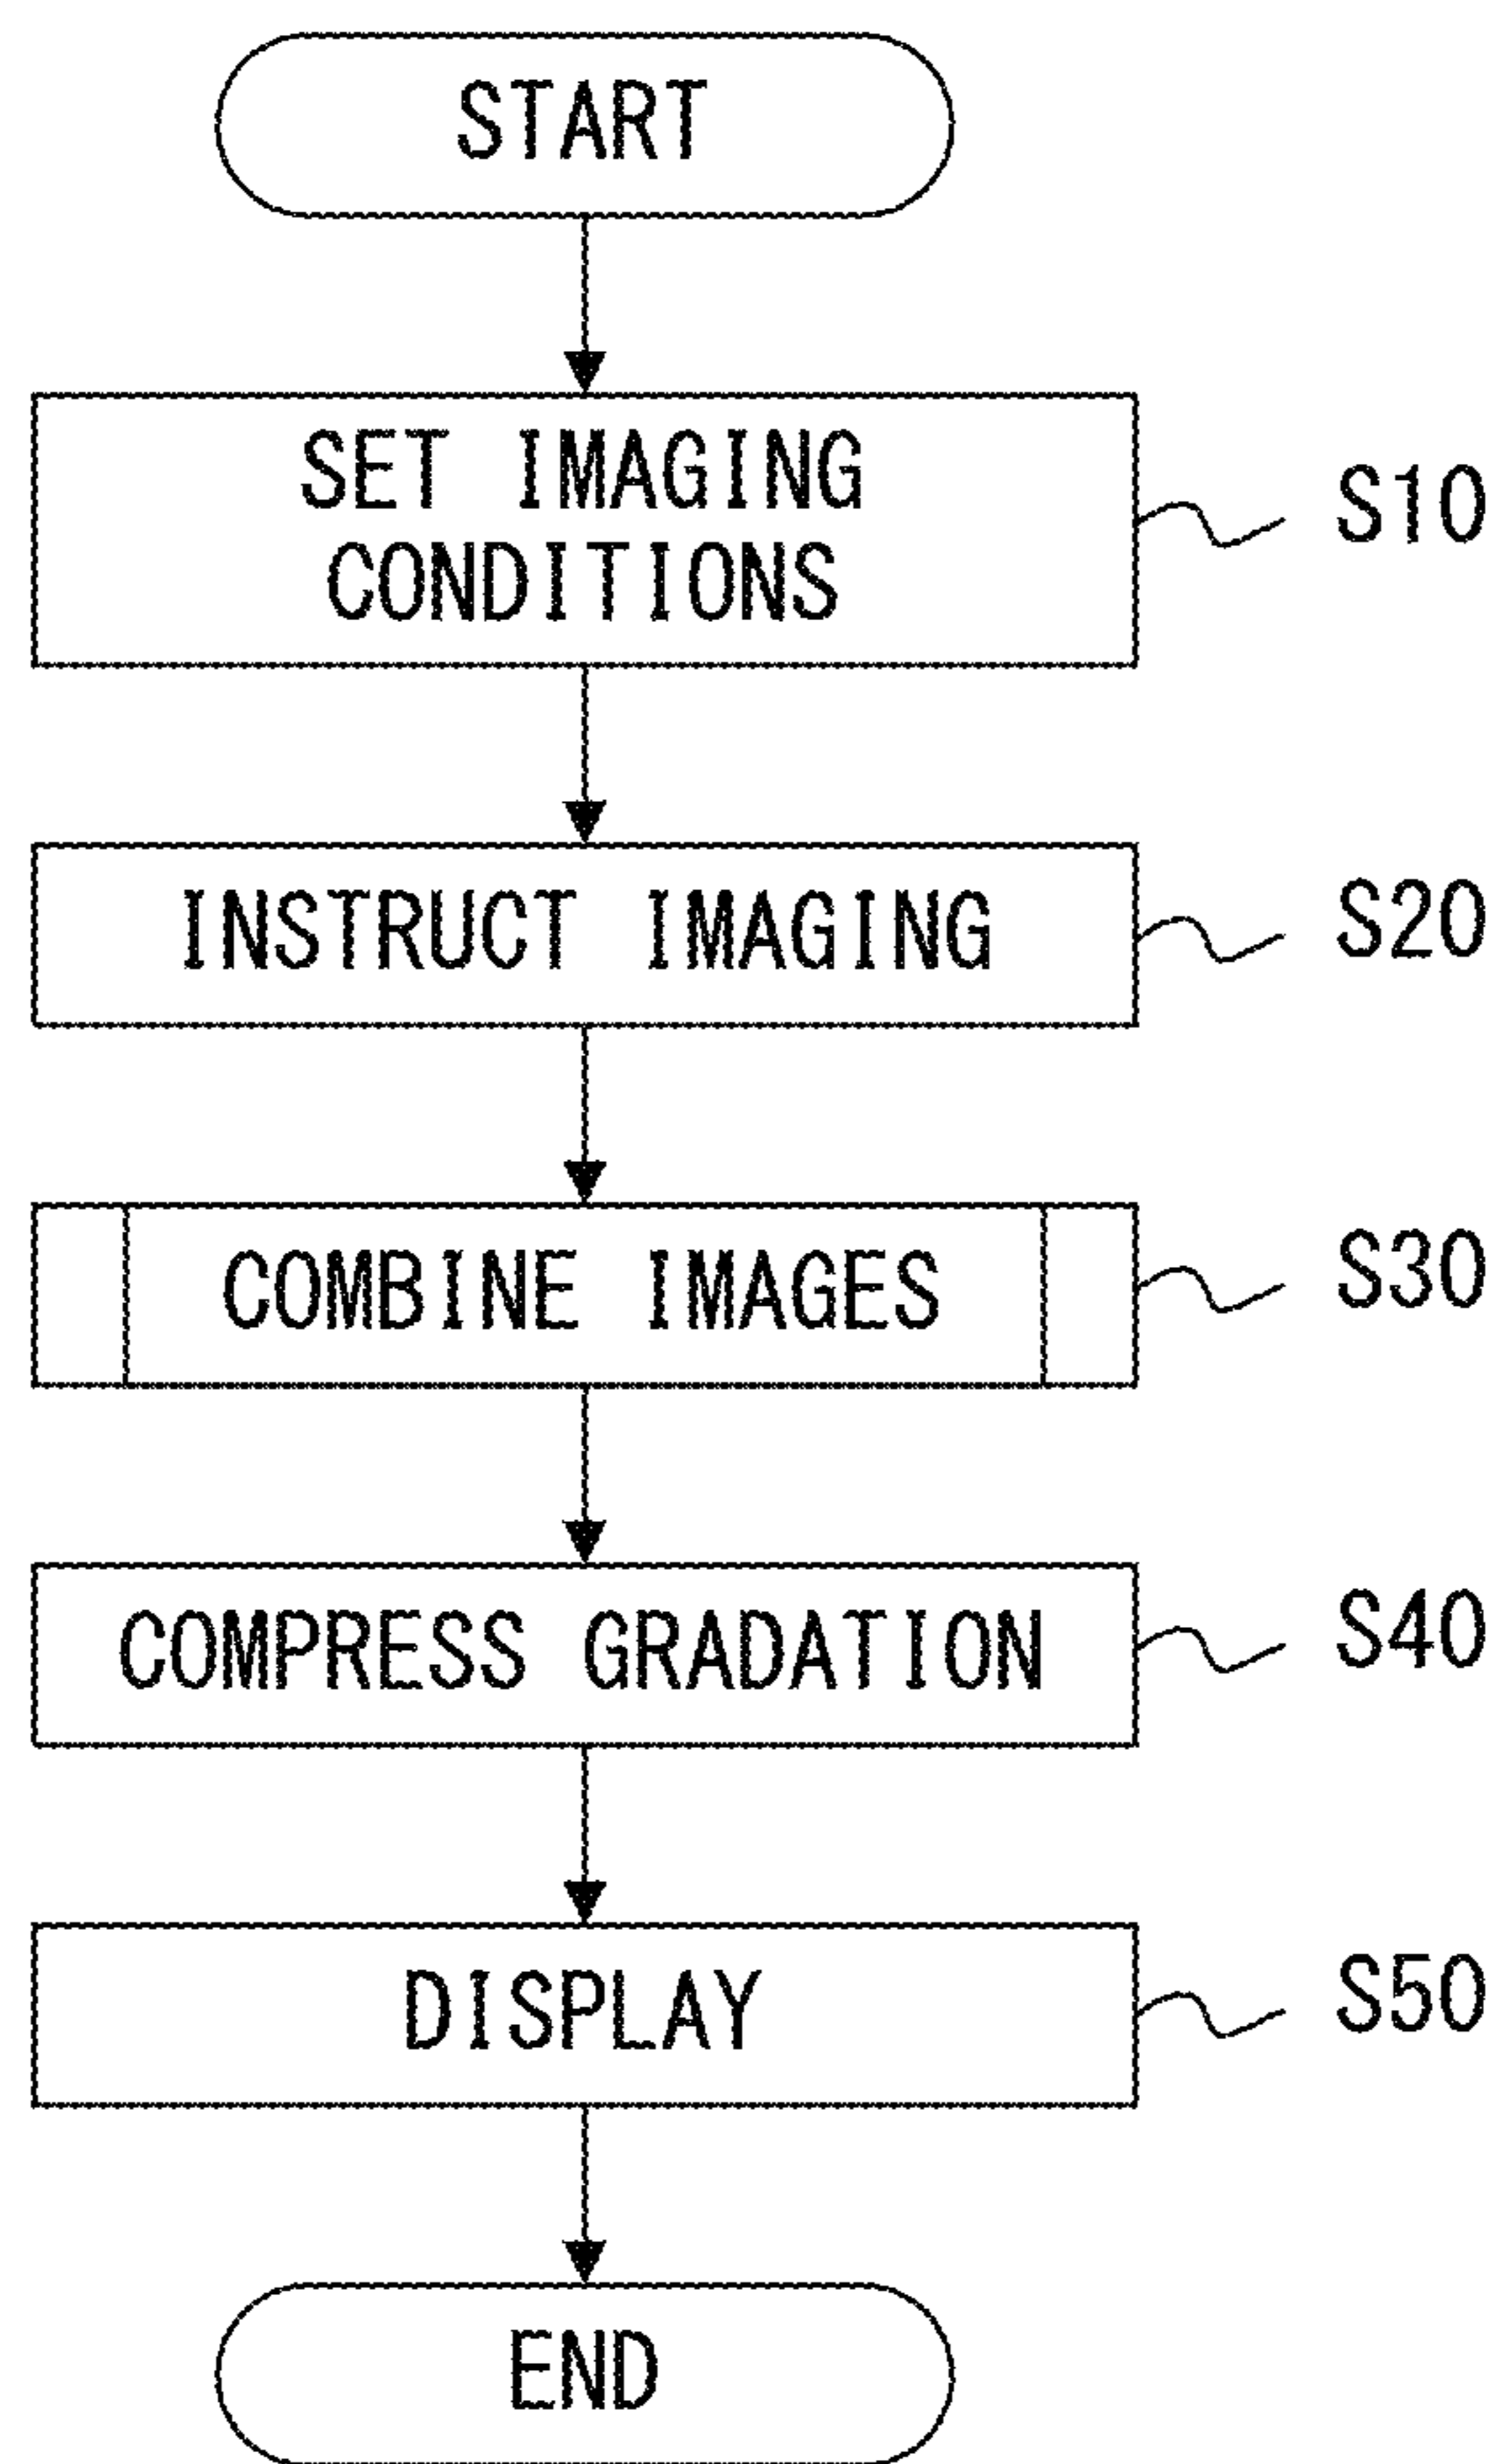 START
SET IMAGING
CONDITIONS
S10
INSTRUCT IMAGING
S20
COMBINE IMAGES
S30
COMPRESS GRADATION
S40
DISPLAY
S50
END